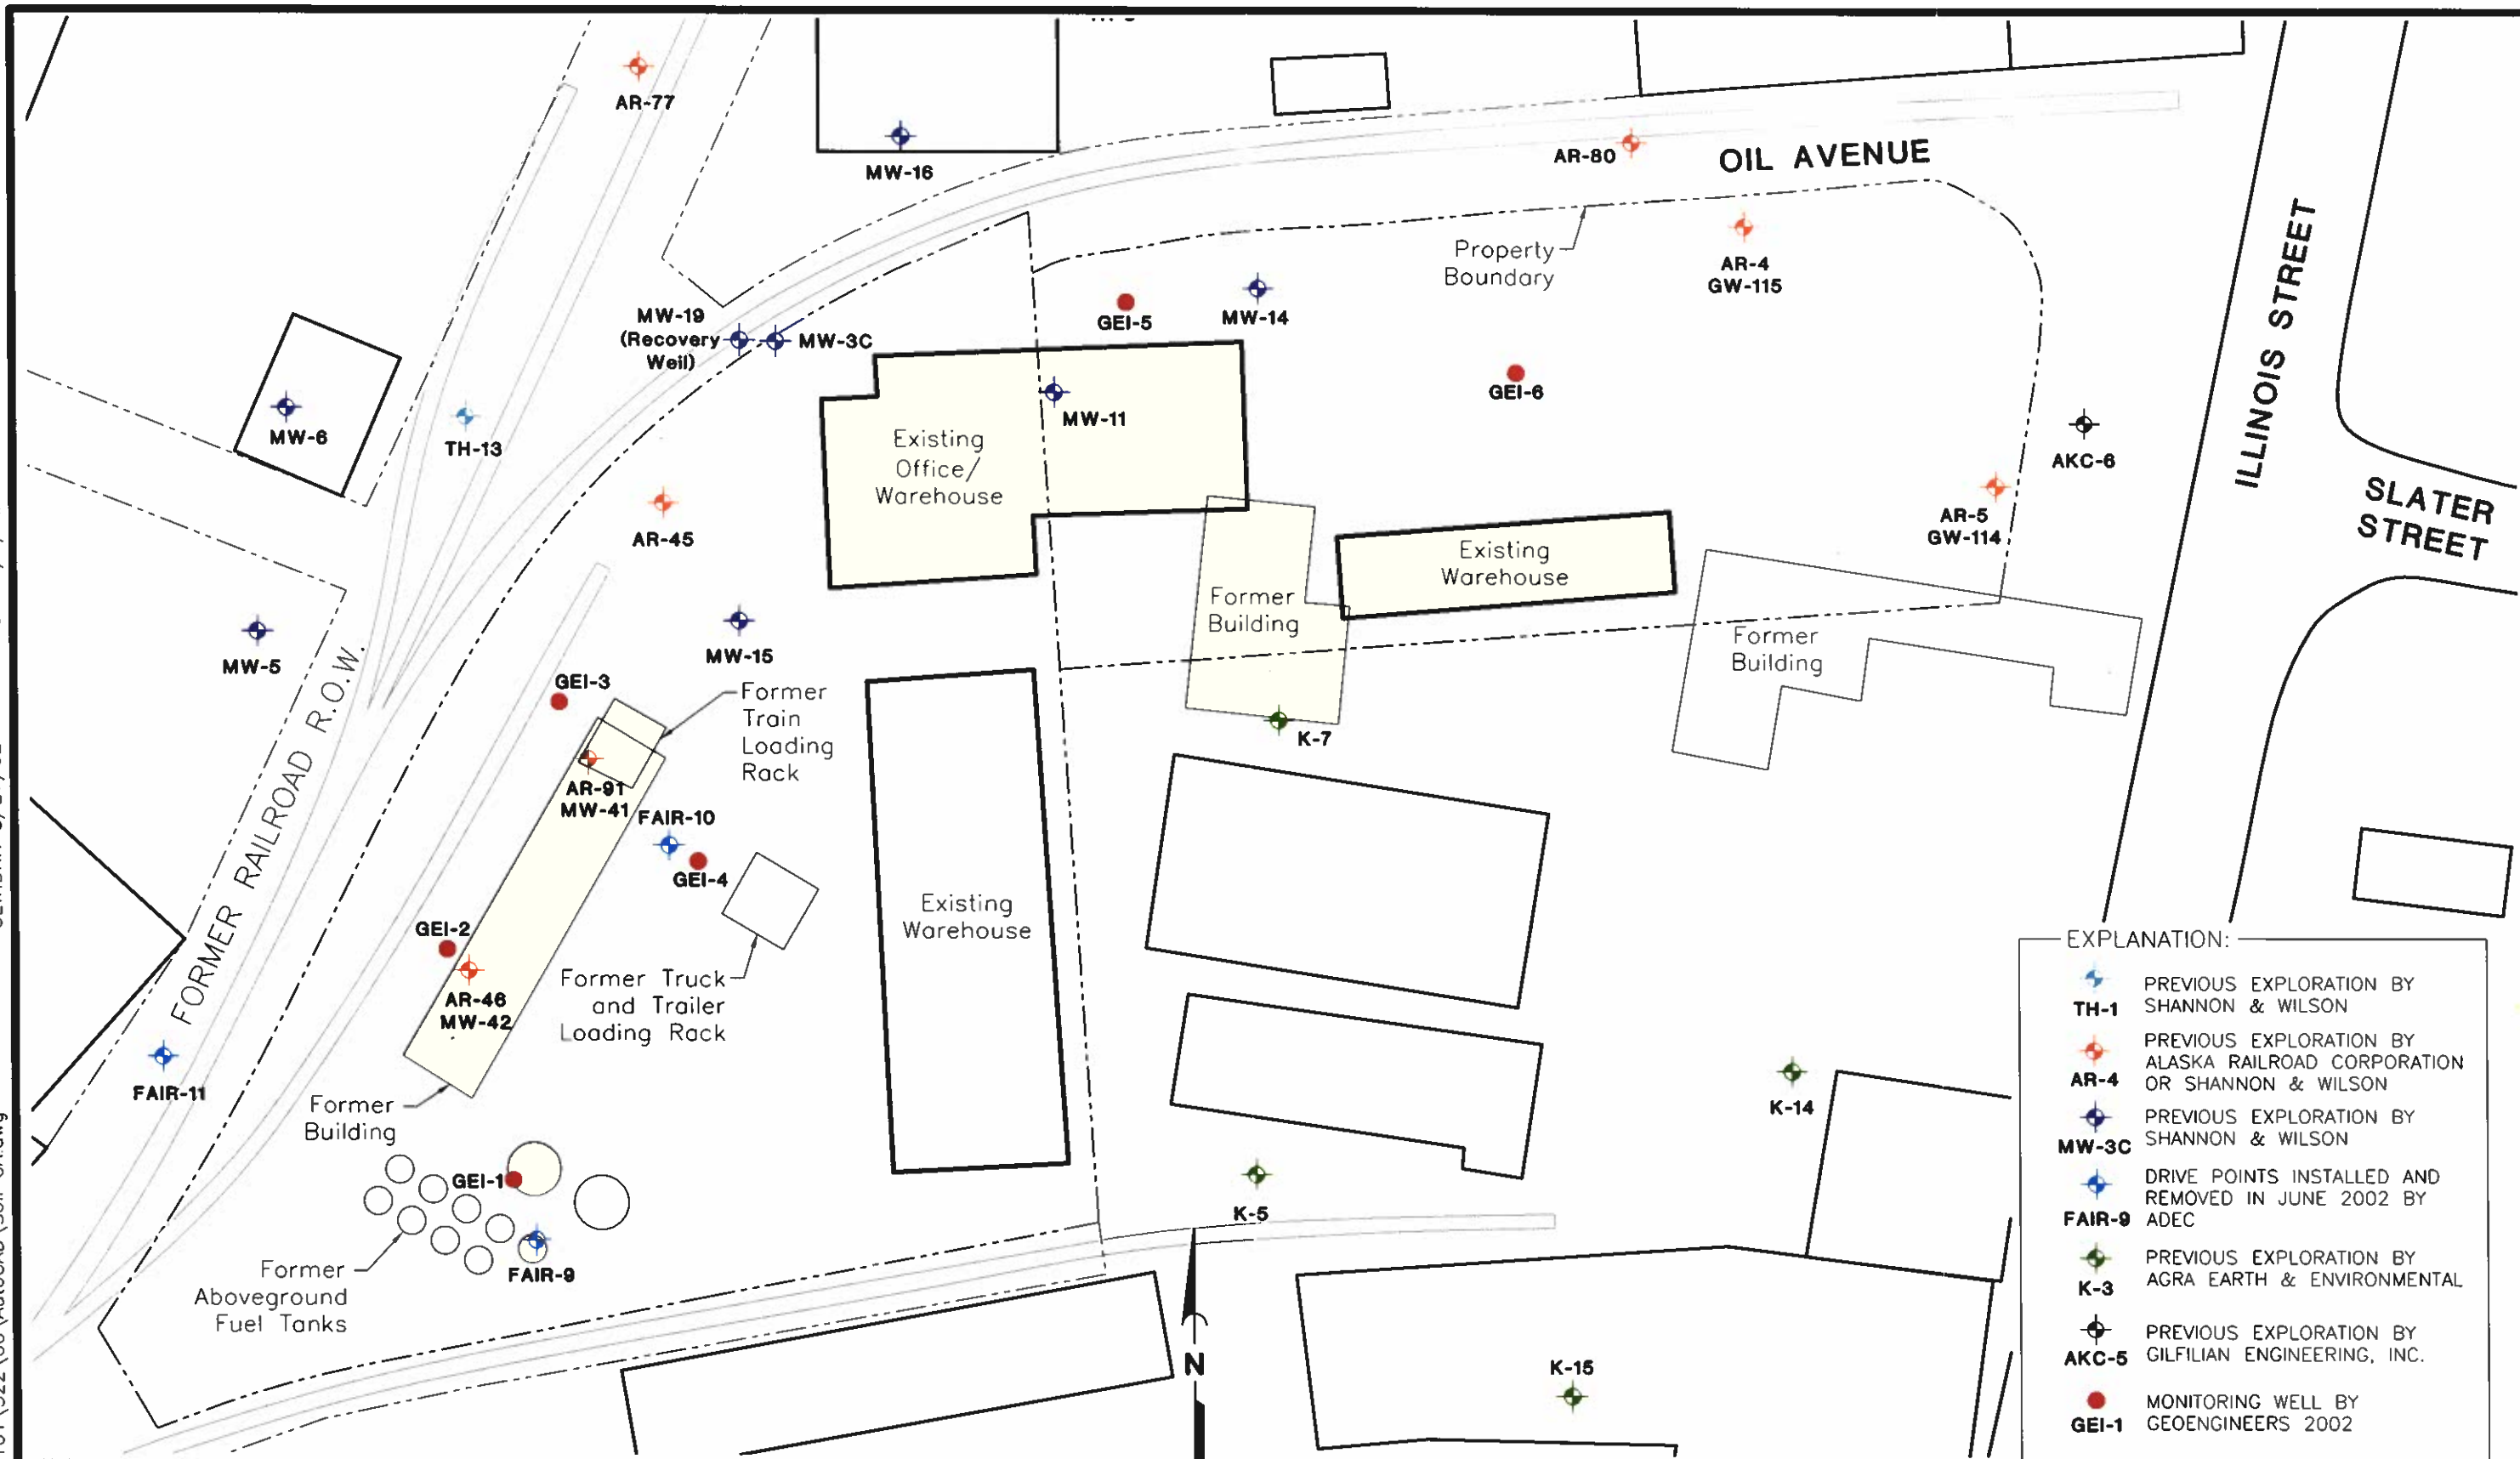 AR-77
MW-16
AR-80
OIL AVENUE
Property
Boundary
AR-4
GW-115
ILLINOIS STREET
SLATER
STREET
MW-19
(Recovery
Well)
MW-3C
GEI-5
MW-14
GEI-6
MW-6
TH-13
MW-11
Existing
Office/
Warehouse
AKC-6
AR-5
GW-114
AR-45
Existing
Warehouse
Former
Building
Former
Building
MW-5
MW-15
GEI-3
Former
Train
Loading
Rack
K-7
FORMER RAILROAD R.O.W.
AR-91
MW-41
FAIR-10
GEI-4
Existing
Warehouse
GEI-2
AR-46
MW-42
Former Truck
and Trailer
Loading Rack
FAIR-11
Former
Building
K-14
GEI-1
K-5
FAIR-9
Former
Aboveground
Fuel Tanks
N
K-15
EXPLANATION:
TH-1
PREVIOUS EXPLORATION BY
SHANNON & WILSON
AR-4
PREVIOUS EXPLORATION BY
ALASKA RAILROAD CORPORATION
OR SHANNON & WILSON
MW-3C
PREVIOUS EXPLORATION BY
SHANNON & WILSON
FAIR-9
DRIVE POINTS INSTALLED AND
REMOVED IN JUNE 2002 BY
ADEC
K-3
PREVIOUS EXPLORATION BY
AGRA EARTH & ENVIRONMENTAL
AKC-5
PREVIOUS EXPLORATION BY
GILFILIAN ENGINEERING, INC.
GEI-1
MONITORING WELL BY
GEOENGINEERS 2002